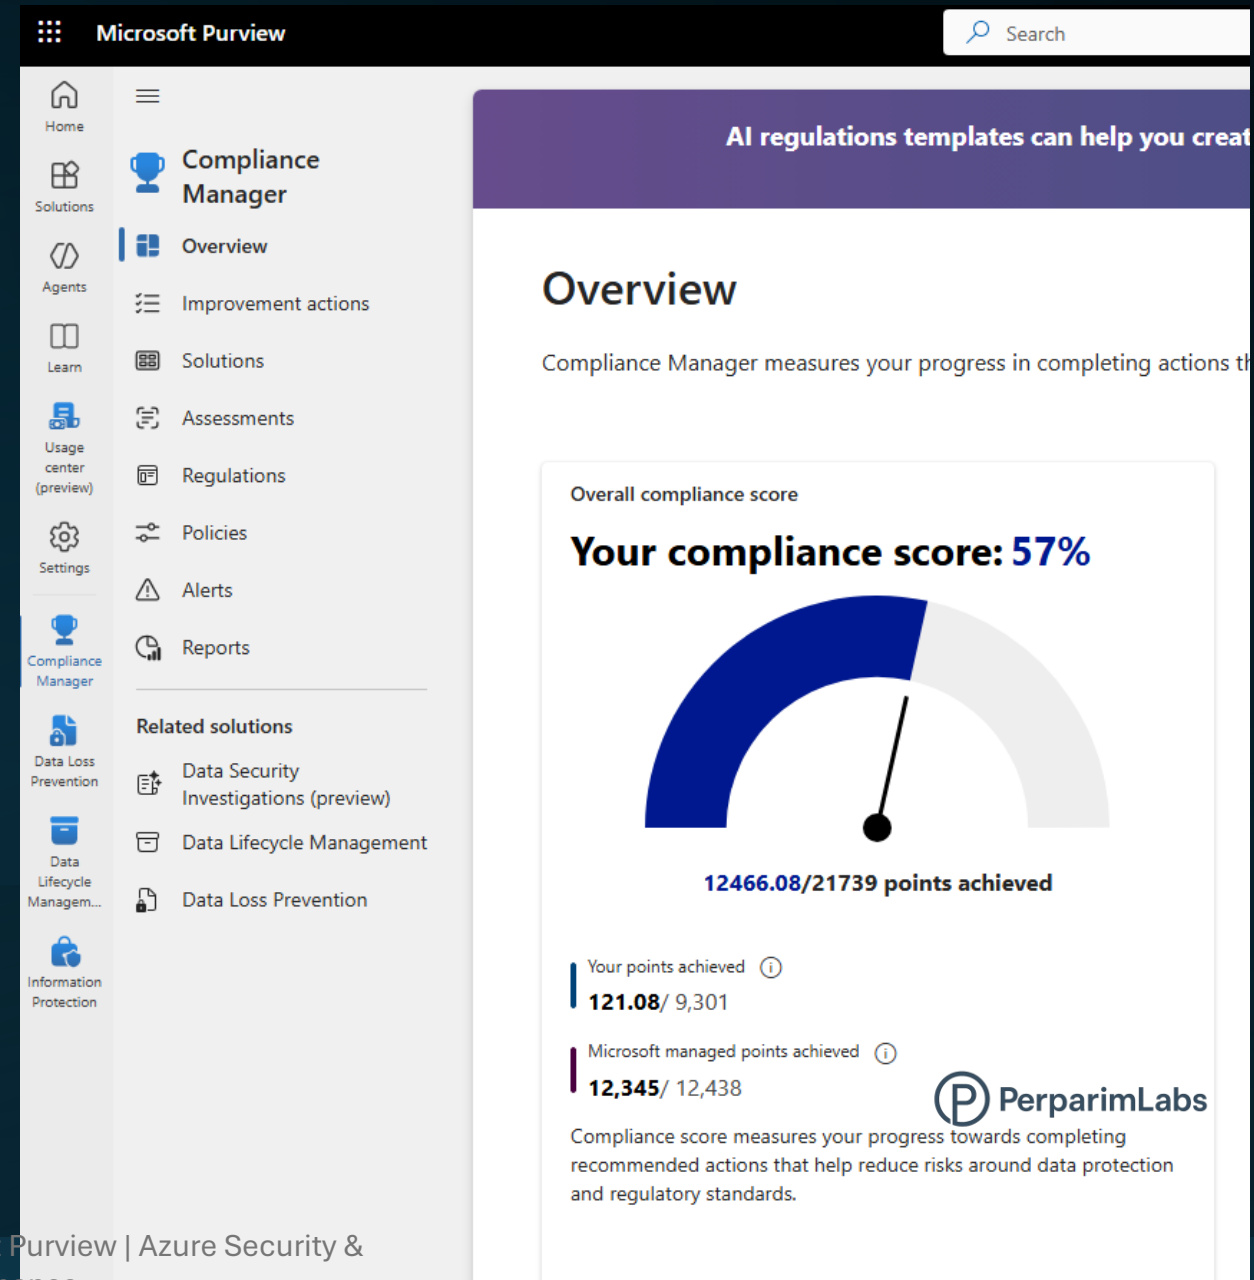 Microsoft Purview
Search
Home
Solutions
Agents
Learn
Usage
center
(preview)
Settings
Compliance
Manager
Data Loss
Prevention
Data
Lifecycle
Managem...
Information
Protection
Compliance
Manager
Overview
Improvement actions
Solutions
Assessments
Regulations
Policies
Alerts
Reports
Related solutions
Data Security
Investigations (preview)
Data Lifecycle Management
Data Loss Prevention
AI regulations templates can help you creat
Overview
Compliance Manager measures your progress in completing actions th
Overall compliance score
Your compliance score: 57%
12466.08/21739 points achieved
Your points achieved
121.08/ 9,301
Microsoft managed points achieved
12,345/ 12,438
PerparimLabs
Compliance score measures your progress towards completing
recommended actions that help reduce risks around data protection
and regulatory standards.
Purview | Azure Security &